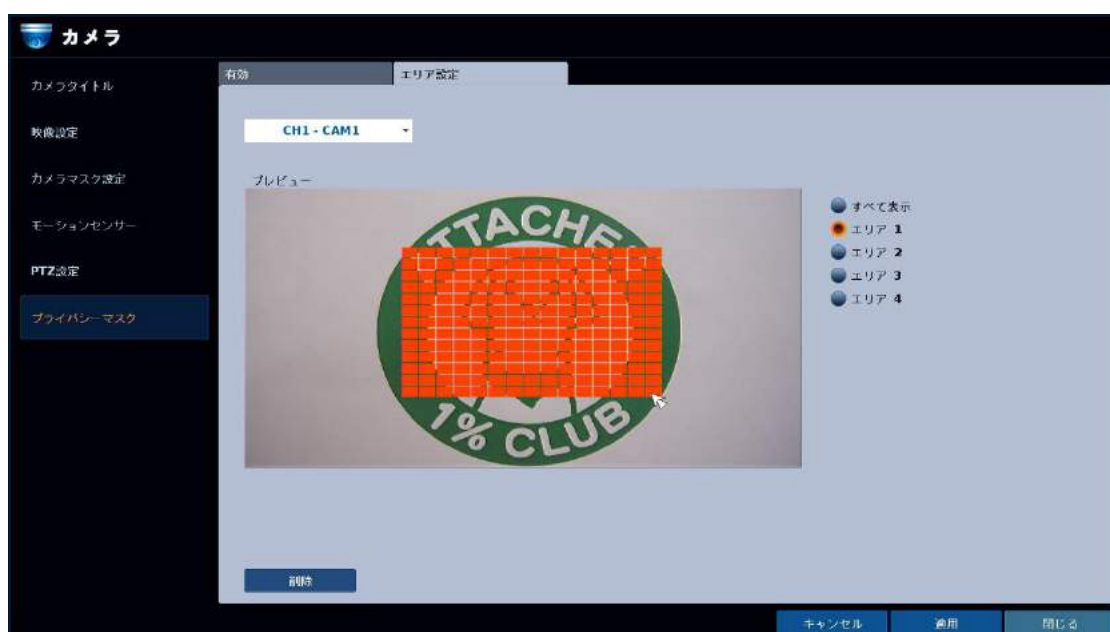 カメラ
カメラタイトル
映像設定
カメラマスク設定
モーションセンサー
PTZ設定
プライバシーマスク
有効
エリア設定
CH1 - CAM1
プレビュー
TTACHE
1% CLUB
すべて表示
エリア 1
エリア 2
エリア 3
エリア 4
削除
キャンセル
適用
閉じる